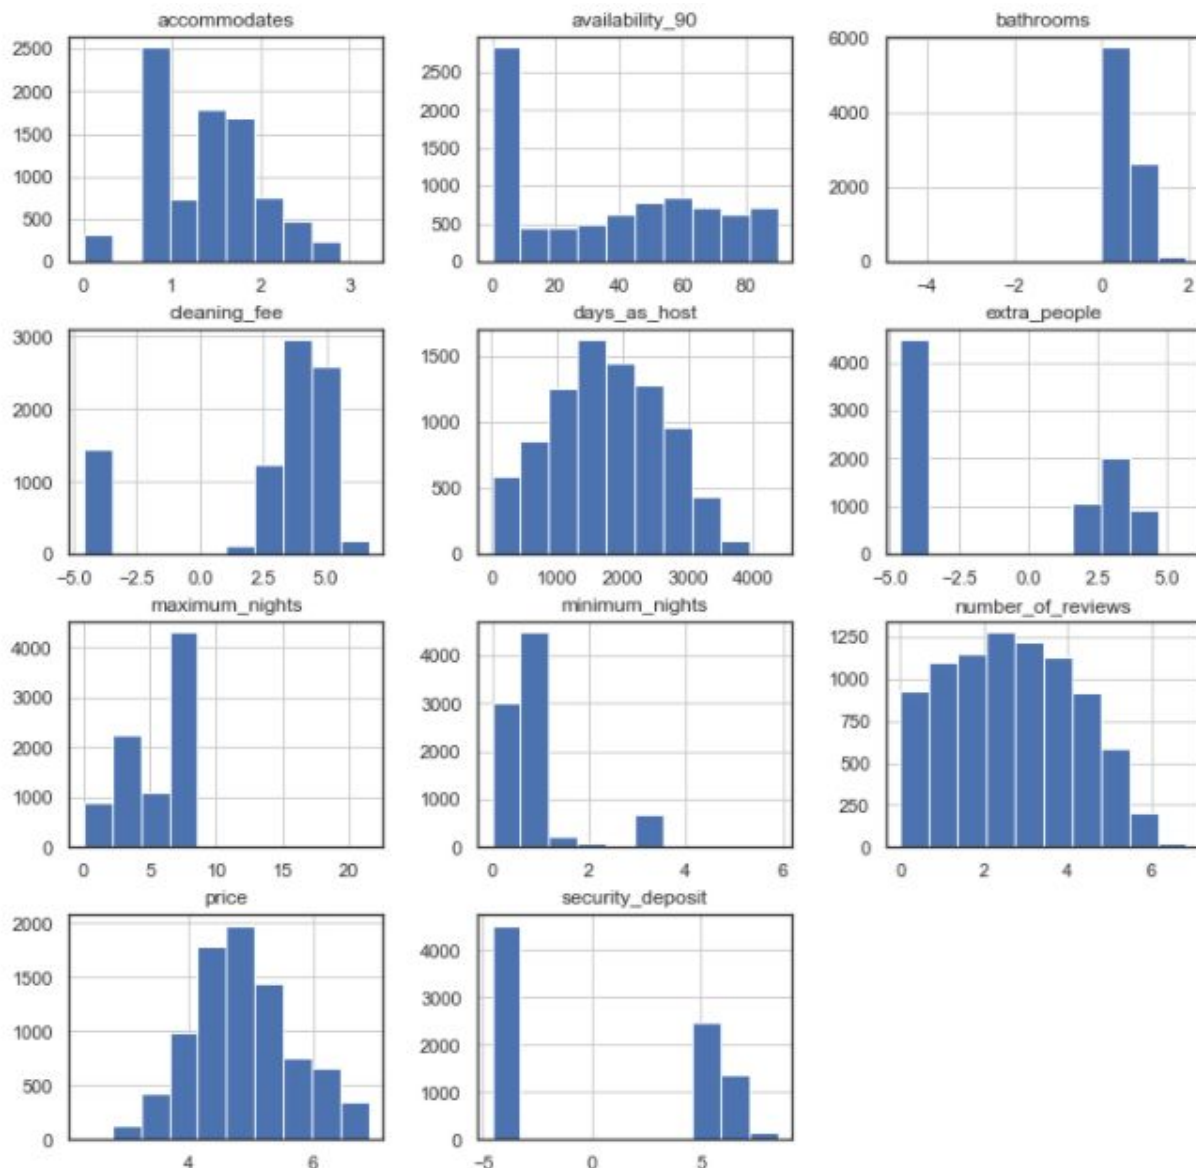 accommodates
2500
2000
1500
1000
500
0
0 1 2 3
availability_90
2500
2000
1500
1000
500
0
0 20 40 60 80
bathrooms
6000
4000
2000
0
−4 −2 0 2
cleaning_fee
3000
2000
1000
0
−5.0 −2.5 0.0 2.5 5.0
days_as_host
1500
1000
500
0
0 1000 2000 3000 4000
extra_people
4000
3000
2000
1000
0
−5.0 −2.5 0.0 2.5 5.0
maximum_nights
4000
3000
2000
1000
0
0 5 10 15 20
minimum_nights
4000
3000
2000
1000
0
0 2 4 6
number_of_reviews
1250
1000
750
500
250
0
0 2 4 6
price
2000
1500
1000
500
0
4 6
security_deposit
4000
3000
2000
1000
0
−5 0 5